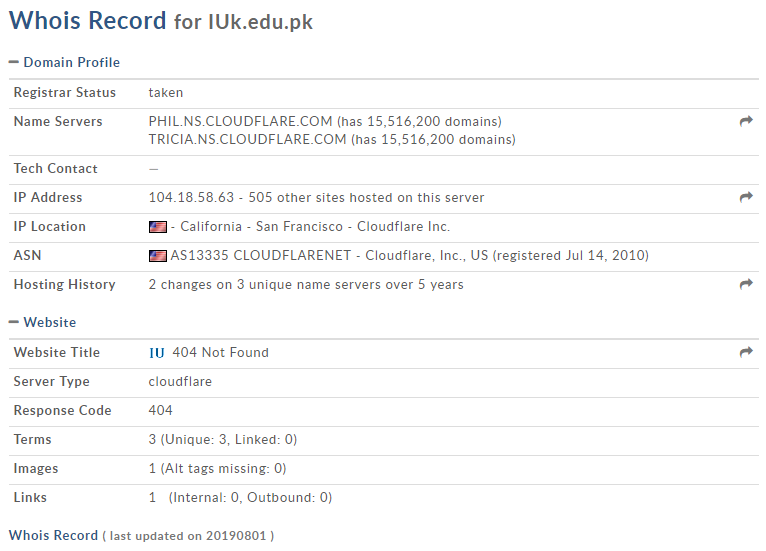 Whois Record for IUk.edu.pk
Domain Profile
Registrar Status taken
Name Servers PHIL.NS.CLOUDFLARE.COM (has 15,516,200 domains)
TRICIA.NS.CLOUDFLARE.COM (has 15,516,200 domains)
Tech Contact —
IP Address 104.18.58.63 - 505 other sites hosted on this server
IP Location - California - San Francisco - Cloudflare Inc.
ASN AS13335 CLOUDFLARENET - Cloudflare, Inc., US (registered Jul 14, 2010)
Hosting History 2 changes on 3 unique name servers over 5 years
Website
Website Title IU 404 Not Found
Server Type cloudflare
Response Code 404
Terms 3 (Unique: 3, Linked: 0)
Images 1 (Alt tags missing: 0)
Links 1 (Internal: 0, Outbound: 0)
Whois Record ( last updated on 20190801 )